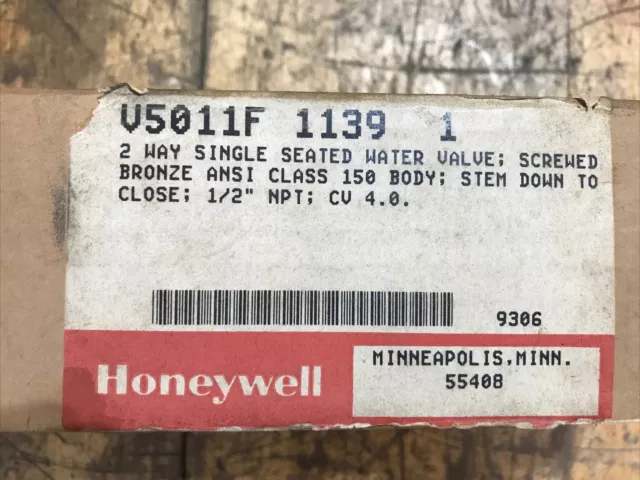 V5011F 1139 1
2 WAY SINGLE SEATED WATER VALVE; SCREWED
BRONZE ANSI CLASS 150 BODY; STEM DOWN TO
CLOSE; 1/2" NPT; CV 4.0.
9306
Honeywell
MINNEAPOLIS,MINN.
55408